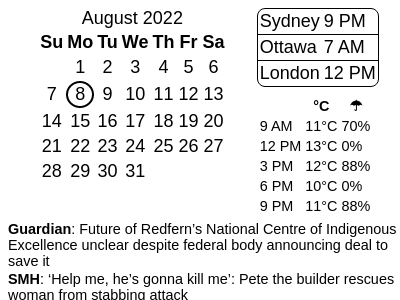 August 2022
Su Mo Tu We Th Fr Sa
1 2 3 4 5 6
7 8 9 10 11 12 13
14 15 16 17 18 19 20
21 22 23 24 25 26 27
28 29 30 31
Sydney 9 PM
Ottawa 7 AM
London 12 PM
°C ☂
9 AM 11°C 70%
12 PM 13°C 0%
3 PM 12°C 88%
6 PM 10°C 0%
9 PM 11°C 88%
Guardian: Future of Redfern’s National Centre of Indigenous
Excellence unclear despite federal body announcing deal to
save it
SMH: ‘Help me, he’s gonna kill me’: Pete the builder rescues
woman from stabbing attack